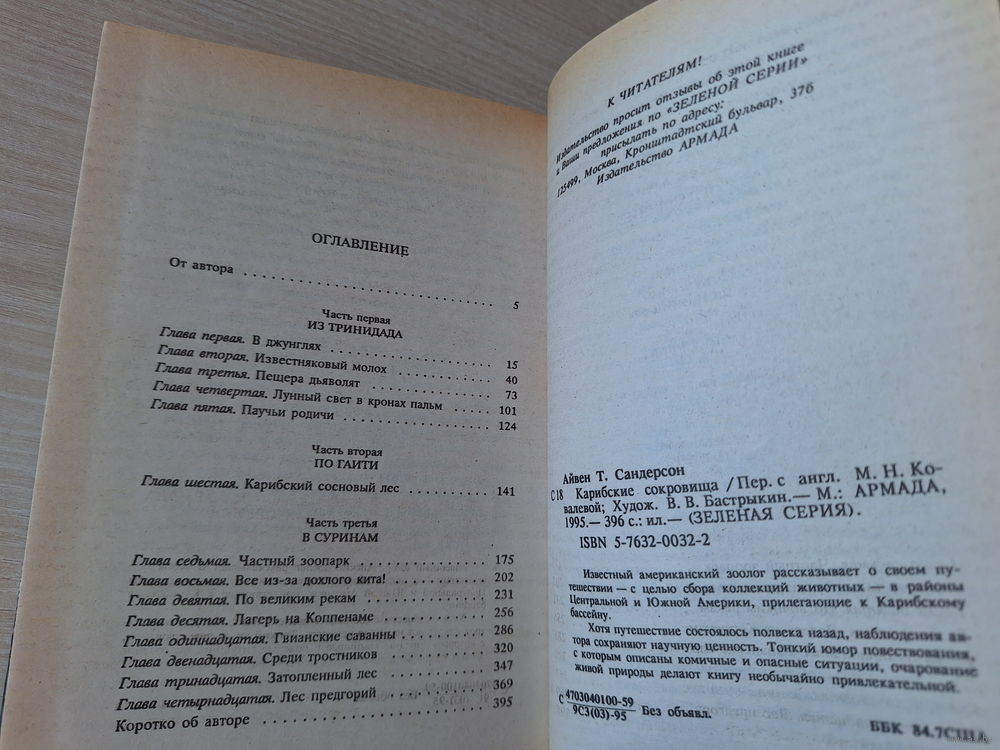 ОГЛАВЛЕНИЕ
От автора . . . . . . . . . . . . . . . . . . . . . . . . . . 5
Часть первая
ИЗ ТРИНИДАДА
Глава первая. В джунглях . . . . . . . . . . . . . . . . . 15
Глава вторая. Известняковый молох . . . . . . . . . . . 40
Глава третья. Пещера дьяволят . . . . . . . . . . . . . 73
Глава четвертая. Лунный свет в кронах пальм . . . . . 101
Глава пятая. Паучьи родичи . . . . . . . . . . . . . . . 124
Часть вторая
ПО ГАИТИ
Глава шестая. Карибский сосновый лес . . . . . . . . . . 141
Часть третья
В СУРИНАМ
Глава седьмая. Частный зоопарк . . . . . . . . . . . . . 175
Глава восьмая. Все из-за дохлого кита! . . . . . . . . . 202
Глава девятая. По великим рекам . . . . . . . . . . . . 231
Глава десятая. Лагерь на Коппенаме . . . . . . . . . . 256
Глава одиннадцатая. Гвианские саванны . . . . . . . . . 286
Глава двенадцатая. Среди тростников . . . . . . . . . . 320
Глава тринадцатая. Затопленный лес . . . . . . . . . . 347
Глава четырнадцатая. Лес предгорий . . . . . . . . . . 369
Коротко об авторе . . . . . . . . . . . . . . . . . . . . 395
К ЧИТАТЕЛЯМ!
Издательство просит отзывы об этой книге
и Ваши предложения по «ЗЕЛЕНОЙ СЕРИИ»
присылать по адресу:
125499, Москва, Кронштадтский бульвар, 37б
Издательство АРМАДА
Айвен Т. Сандерсон
С18 Карибские сокровища / Пер. с англ. М. Н. Ко-
валевой; Худож. В. В. Бастрыкин.— М.: АРМАДА,
1995.— 396 с.: ил.— (ЗЕЛЕНАЯ СЕРИЯ).
ISBN 5-7632-0032-2
Известный американский зоолог рассказывает о своем пу-
тешествии — с целью сбора коллекций животных — в районы
Центральной и Южной Америки, прилегающие к Карибскому
бассейну.
Хотя путешествие состоялось полвека назад, наблюдения ав-
тора сохраняют научную ценность. Тонкий юмор повествования,
с которым описаны комичные и опасные ситуации, очарование
живой природы делают книгу необычайно привлекательной.
С 4703040100-59
9С3(03)-95 Без объявл.
ББК 84.7США